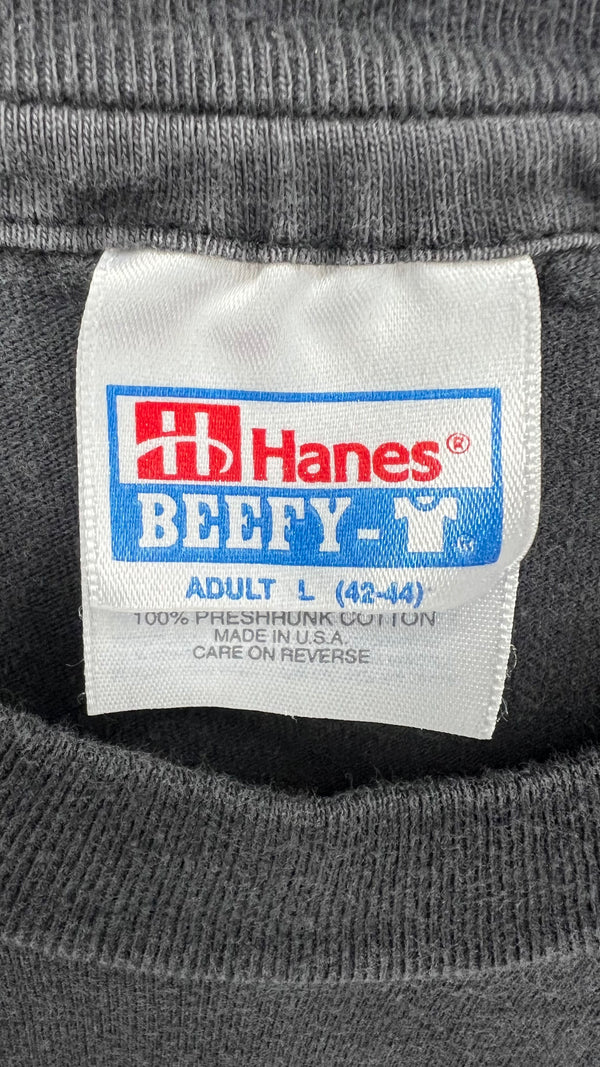 H Hanes®
BEEFY-
ADULT L (42-44)
100% PRESHRUNK COTTON
MADE IN U.S.A.
CARE ON REVERSE